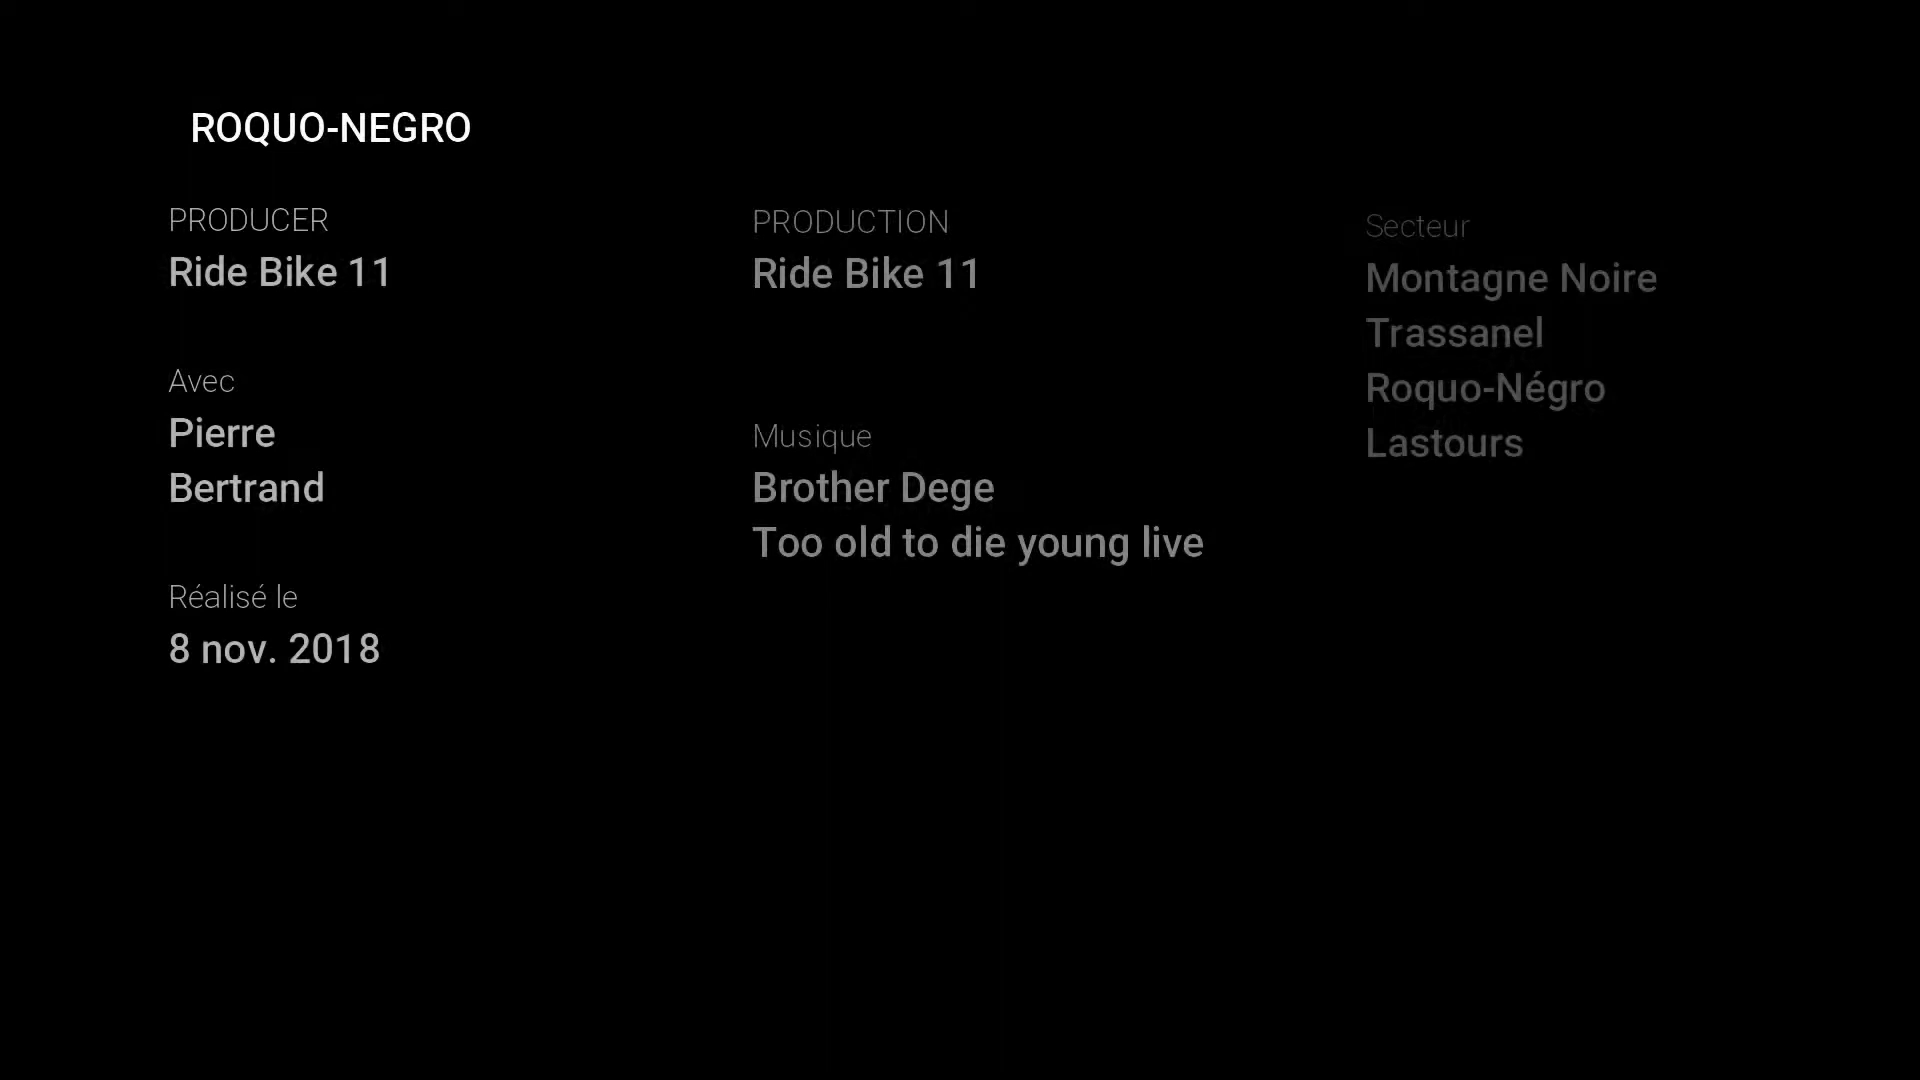 ROQUO-NEGRO
PRODUCER
Ride Bike 11
Avec
Pierre
Bertrand
Réalisé le
8 nov. 2018
PRODUCTION
Ride Bike 11
Musique
Brother Dege
Too old to die young live
Secteur
Montagne Noire
Trassanel
Roquo-Négro
Lastours